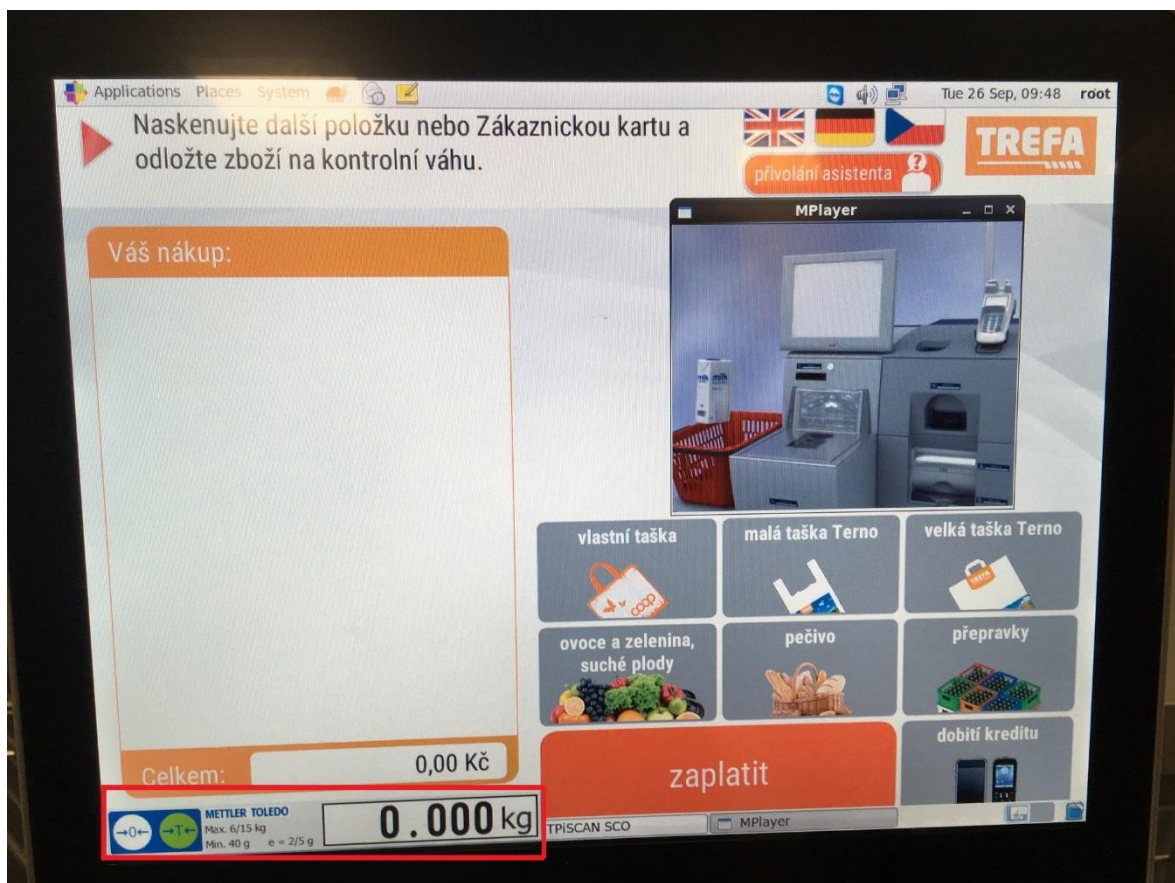 Applications Places System
Tue 26 Sep, 09:48 root
Naskenujte další položku nebo Zákaznickou kartu a
odložte zboží na kontrolní váhu.
přivolání asistenta
?
TREFA
MPlayer
Váš nákup:
vlastní taška
coop
malá taška Terno
velká taška Terno
TREFA
ovoce a zelenina,
suché plody
pečivo
přepravky
Celkem:
0,00 Kč
zaplatit
dobití kreditu
→0←
→T←
METTLER TOLEDO
Max. 6/15 kg
Min. 40 g e = 2/5 g
0.000 kg
TPiSCAN SCO
MPlayer